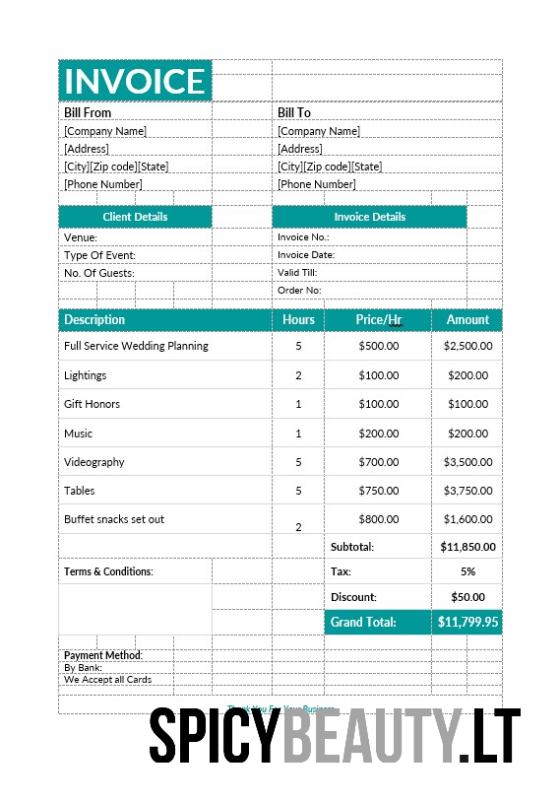 INVOICE
Bill From Bill To
[Company Name] [Company Name]
[Address] [Address]
[City][Zip code][State] [City][Zip code][State]
[Phone Number] [Phone Number]
Client Details Invoice Details
Venue: Invoice No.:
Type Of Event: Invoice Date:
No. Of Guests: Valid Till:
Order No:
Description Hours Price/Hr Amount
Full Service Wedding Planning 5 $500.00 $2,500.00
Lightings 2 $100.00 $200.00
Gift Honors 1 $100.00 $100.00
Music 1 $200.00 $200.00
Videography 5 $700.00 $3,500.00
Tables 5 $750.00 $3,750.00
Buffet snacks set out 2 $800.00 $1,600.00
Subtotal: $11,850.00
Terms & Conditions: Tax: 5%
Discount: $50.00
Grand Total: $11,799.95
Payment Method:
By Bank:
We Accept all Cards
Thank You For Your Business
SPICYBEAUTY.LT